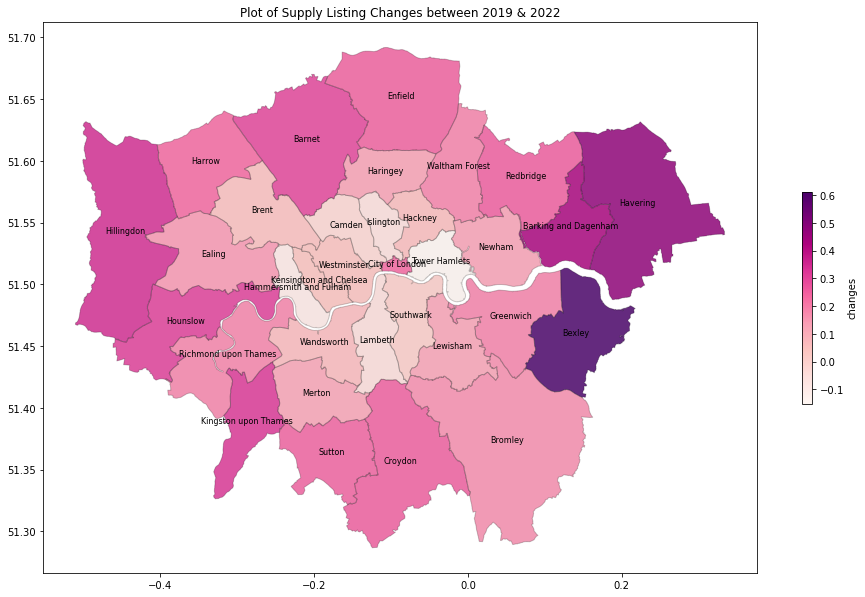 Plot of Supply Listing Changes between 2019 & 2022
51.70
51.65
51.60
51.55
51.50
51.45
51.40
51.35
51.30
−0.4
−0.2
0.0
0.2
Enfield
Barnet
Harrow
Haringey
Waltham Forest
Redbridge
Havering
Brent
Camden
Islington
Hackney
Barking and Dagenham
Hillingdon
Ealing
Newham
Westminster
City of London
Tower Hamlets
Kensington and Chelsea
Hammersmith and Fulham
Hounslow
Southwark
Greenwich
Bexley
Richmond upon Thames
Wandsworth
Lambeth
Lewisham
Merton
Kingston upon Thames
Sutton
Croydon
Bromley
0.6
0.5
0.4
0.3
0.2
0.1
0.0
−0.1
changes